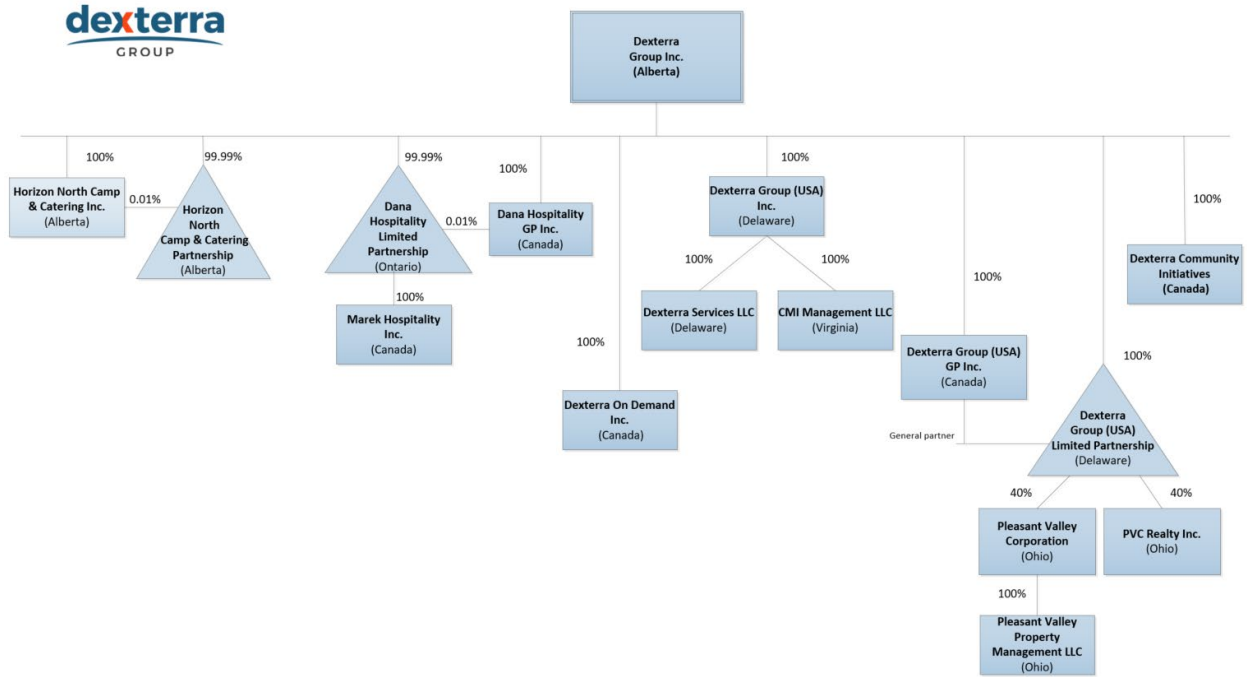 dexterra
GROUP
Dexterra
Group Inc.
(Alberta)
100%
Horizon North Camp
& Catering Inc.
(Alberta)
0.01%
99.99%
Horizon
North
Camp & Catering
Partnership
(Alberta)
99.99%
Dana
Hospitality
Limited
Partnership
(Ontario)
0.01%
100%
Dana Hospitality
GP Inc.
(Canada)
100%
Marek Hospitality
Inc.
(Canada)
100%
Dexterra On Demand
Inc.
(Canada)
100%
Dexterra Group (USA)
Inc.
(Delaware)
100%
100%
Dexterra Services LLC
(Delaware)
CMI Management LLC
(Virginia)
100%
Dexterra Group (USA)
GP Inc.
(Canada)
General partner
100%
Dexterra
Group (USA)
Limited Partnership
(Delaware)
40%
40%
Pleasant Valley
Corporation
(Ohio)
PVC Realty Inc.
(Ohio)
100%
Pleasant Valley
Property
Management LLC
(Ohio)
100%
Dexterra Community
Initiatives
(Canada)